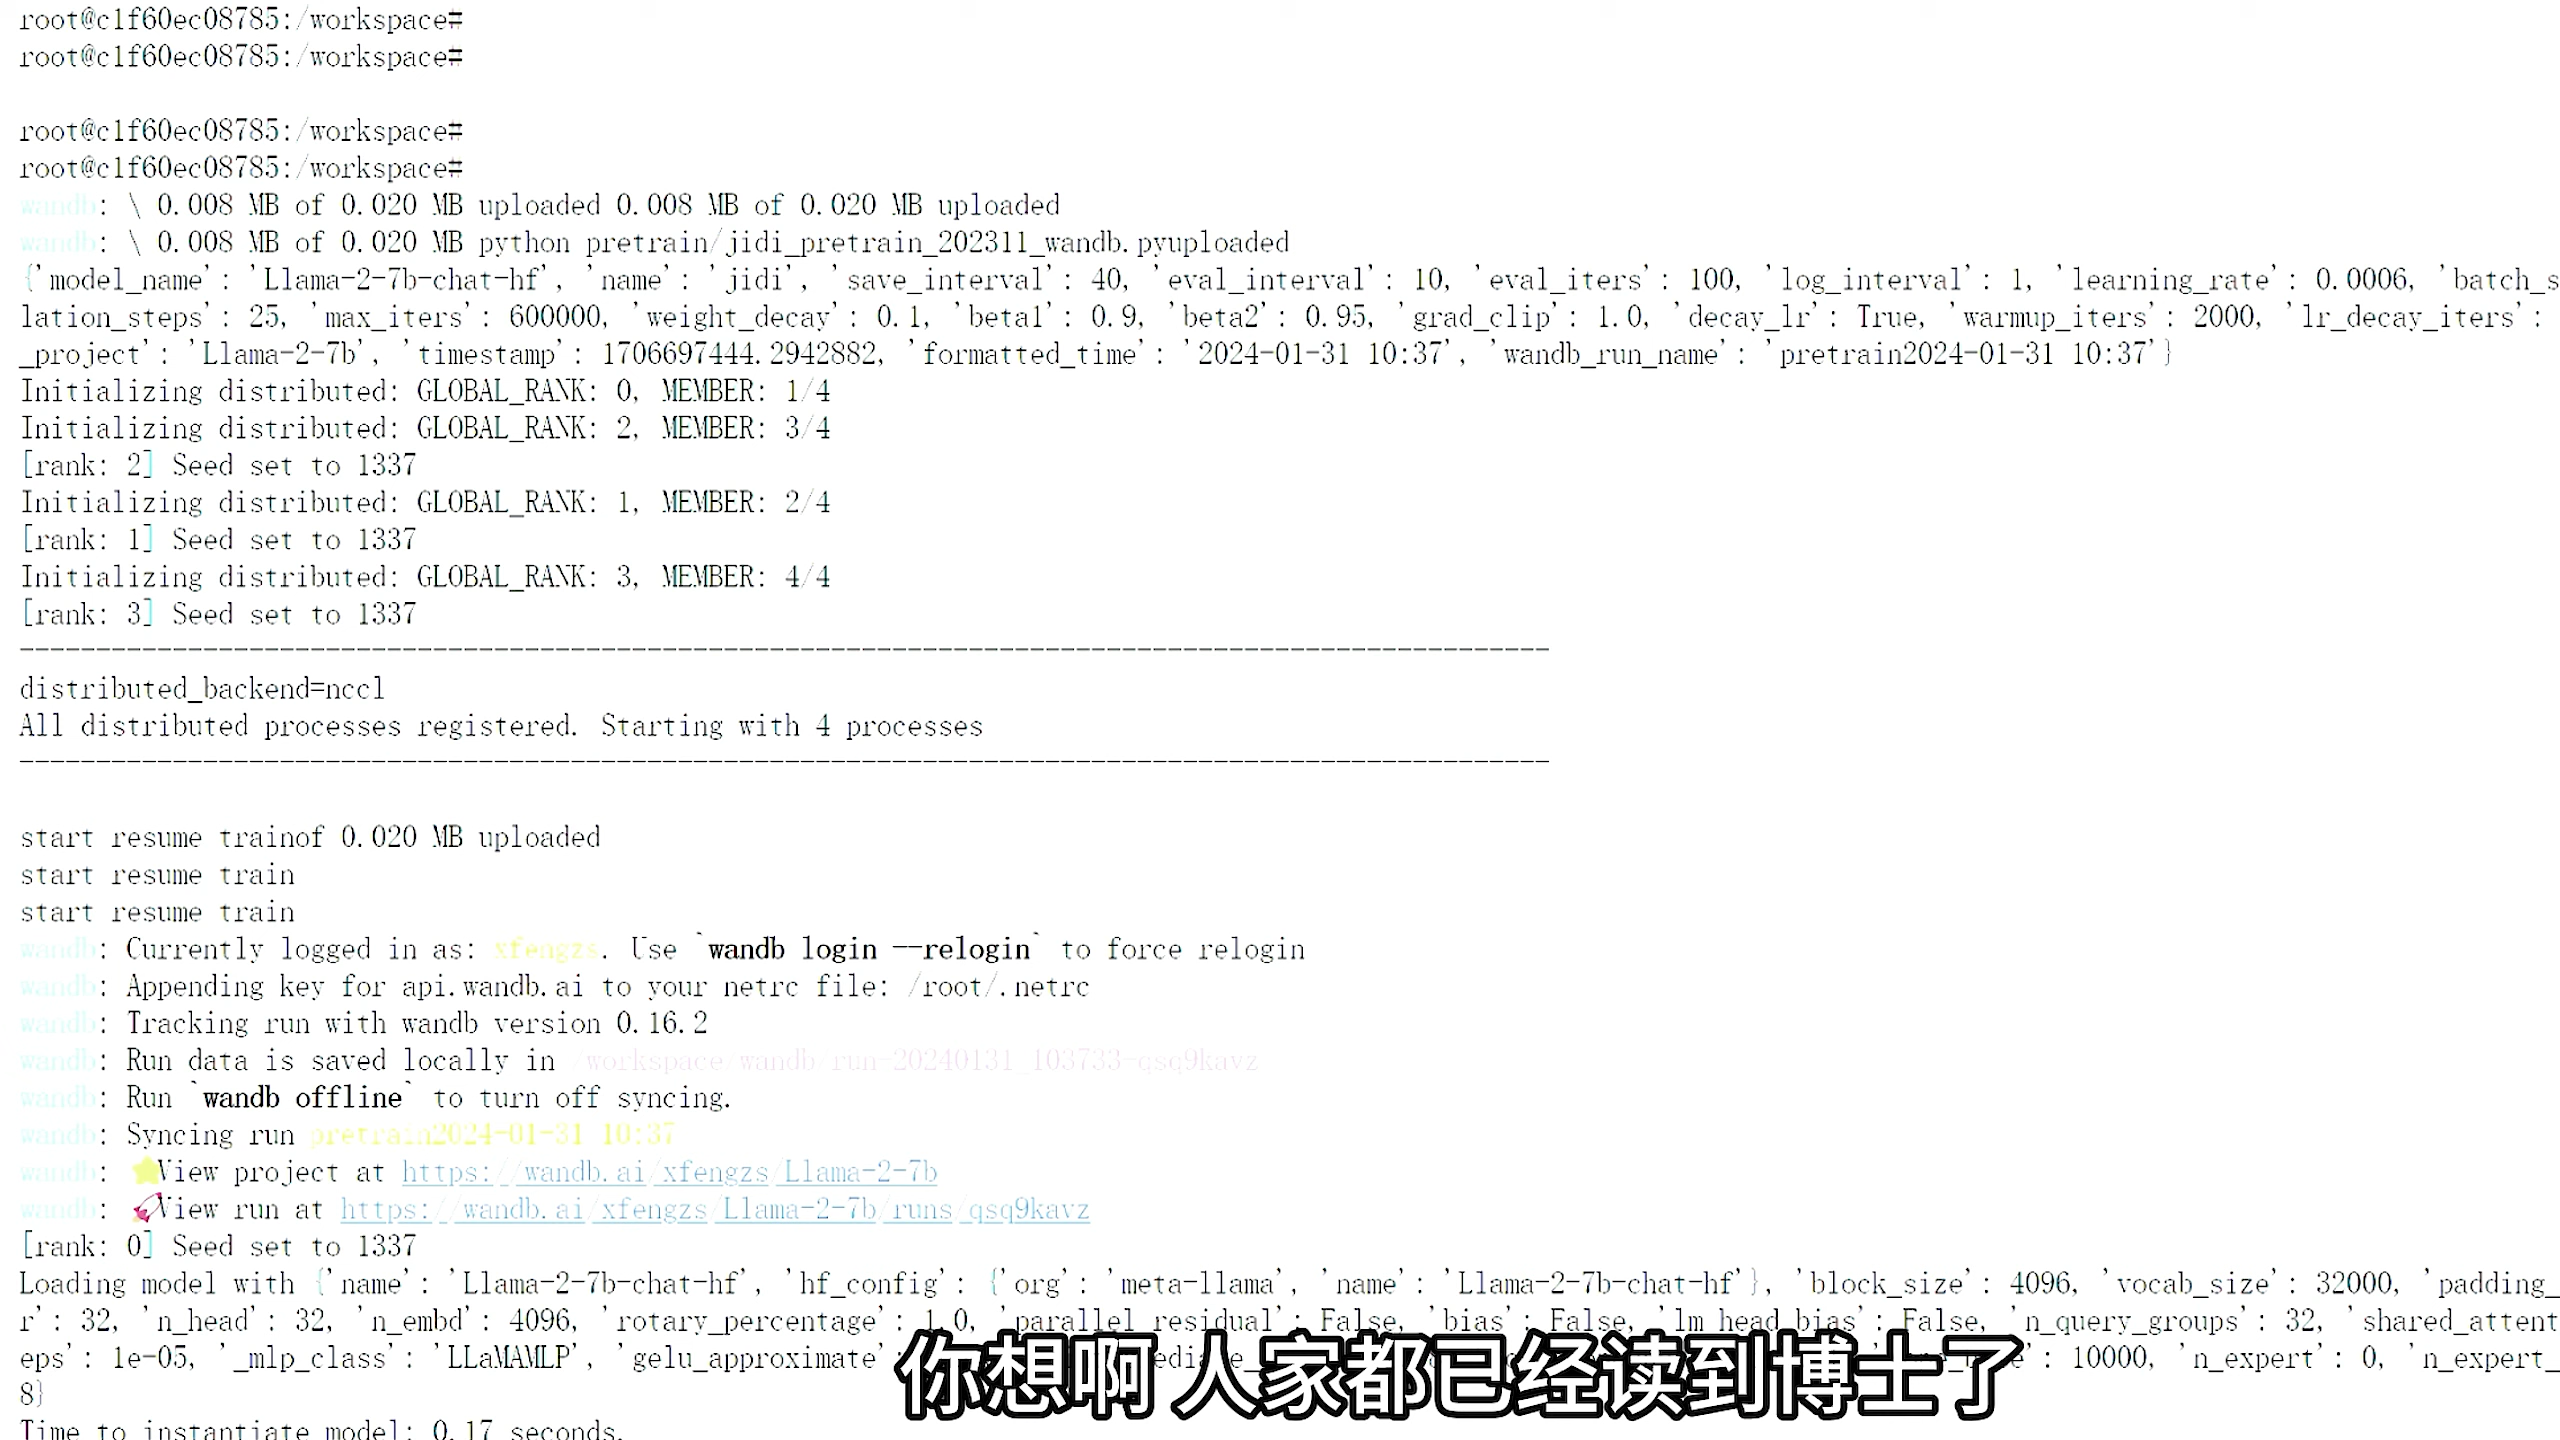 root@c1f60ec08785:/workspace#
root@c1f60ec08785:/workspace#
root@c1f60ec08785:/workspace#
root@c1f60ec08785:/workspace#
wandb: \ 0.008 MB of 0.020 MB uploaded 0.008 MB of 0.020 MB uploaded
wandb: \ 0.008 MB of 0.020 MB python pretrain/jidi_pretrain_202311_wandb.pyuploaded
{'model_name': 'Llama-2-7b-chat-hf', 'name': 'jidi', 'save_interval': 40, 'eval_interval': 10, 'eval_iters': 100, 'log_interval': 1, 'learning_rate': 0.0006, 'batch_s
lation_steps': 25, 'max_iters': 600000, 'weight_decay': 0.1, 'beta1': 0.9, 'beta2': 0.95, 'grad_clip': 1.0, 'decay_lr': True, 'warmup_iters': 2000, 'lr_decay_iters':
_project': 'Llama-2-7b', 'timestamp': 1706697444.2942882, 'formatted_time': '2024-01-31 10:37', 'wandb_run_name': 'pretrain2024-01-31 10:37'}
Initializing distributed: GLOBAL_RANK: 0, MEMBER: 1/4
Initializing distributed: GLOBAL_RANK: 2, MEMBER: 3/4
[rank: 2] Seed set to 1337
Initializing distributed: GLOBAL_RANK: 1, MEMBER: 2/4
[rank: 1] Seed set to 1337
Initializing distributed: GLOBAL_RANK: 3, MEMBER: 4/4
[rank: 3] Seed set to 1337
----------------------------------------------------------------------------------------------------
distributed_backend=nccl
All distributed processes registered. Starting with 4 processes
----------------------------------------------------------------------------------------------------
start resume trainof 0.020 MB uploaded
start resume train
start resume train
wandb: Currently logged in as: xfengzs. Use `wandb login --relogin` to force relogin
wandb: Appending key for api.wandb.ai to your netrc file: /root/.netrc
wandb: Tracking run with wandb version 0.16.2
wandb: Run data is saved locally in /workspace/wandb/run-20240131_103733-qsq9kavz
wandb: Run `wandb offline` to turn off syncing.
wandb: Syncing run pretrain2024-01-31 10:37
wandb: ⭐View project at https://wandb.ai/xfengzs/Llama-2-7b
wandb: 🚀View run at https://wandb.ai/xfengzs/Llama-2-7b/runs/qsq9kavz
[rank: 0] Seed set to 1337
Loading model with {'name': 'Llama-2-7b-chat-hf', 'hf_config': {'org': 'meta-llama', 'name': 'Llama-2-7b-chat-hf'}, 'block_size': 4096, 'vocab_size': 32000, 'padding_
r': 32, 'n_head': 32, 'n_embd': 4096, 'rotary_percentage': 1.0, 'parallel_residual': False, 'bias': False, 'lm_head_bias': False, 'n_query_groups': 32, 'shared_attent
eps': 1e-05, '_mlp_class': 'LLaMAMLP', 'gelu_approximate': 10000, 'n_expert': 0, 'n_expert_
8}
Time to instantiate model: 0.17 seconds.
你想啊 人家都已经读到博士了